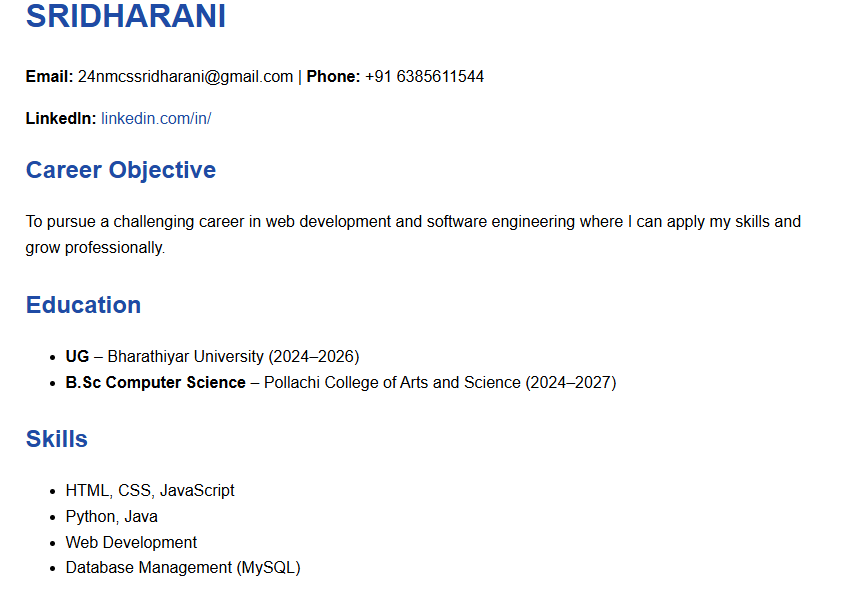 SRIDHARANI
Email: 24nmcssridharani@gmail.com | Phone: +91 6385611544
LinkedIn: linkedin.com/in/
Career Objective
To pursue a challenging career in web development and software engineering where I can apply my skills and
grow professionally.
Education
• UG – Bharathiyar University (2024–2026)
• B.Sc Computer Science – Pollachi College of Arts and Science (2024–2027)
Skills
• HTML, CSS, JavaScript
• Python, Java
• Web Development
• Database Management (MySQL)